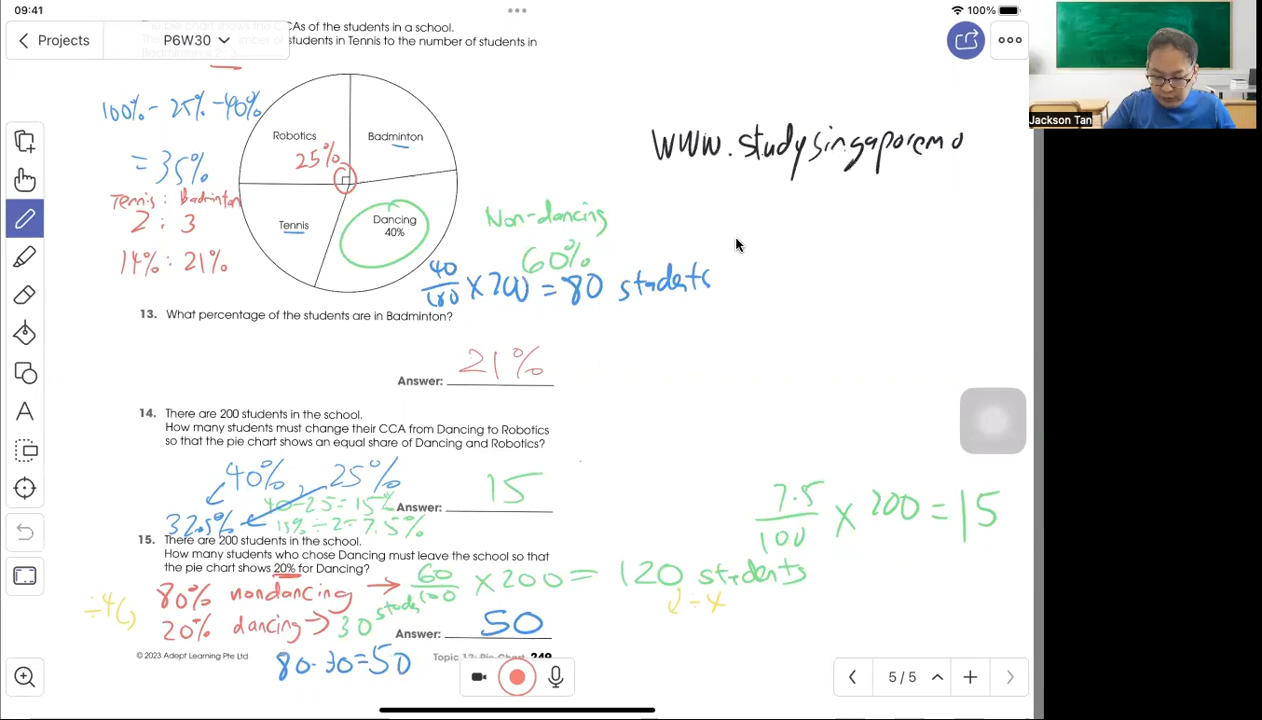 09:41
100%
Projects
P6W30
CAs of the students in a school.
students in Tennis to the number of students in
100% - 25% - 40%
= 35%
Tennis : Badminton
2 : 3
14% : 21%
Robotics
25%
Badminton
Tennis
Dancing
40%
Non-dancing
60%
40/100 x 200 = 80 students
www.studysingaporemo
Jackson Tan
13. What percentage of the students are in Badminton?
Answer: 21%
14. There are 200 students in the school.
How many students must change their CCA from Dancing to Robotics
so that the pie chart shows an equal share of Dancing and Robotics?
40% 25%
40-25=15%
32.5% 15% ÷ 2 = 7.5%
Answer: 15
7.5/100 x 200 = 15
15. There are 200 students in the school.
How many students who chose Dancing must leave the school so that
the pie chart shows 20% for Dancing?
60/100 x 200 = 120 students
80% nondancing
÷4
÷4
20% dancing → 30 studs
Answer: 50
80-30=50
© 2023 Adept Learning Pte Ltd
5 / 5